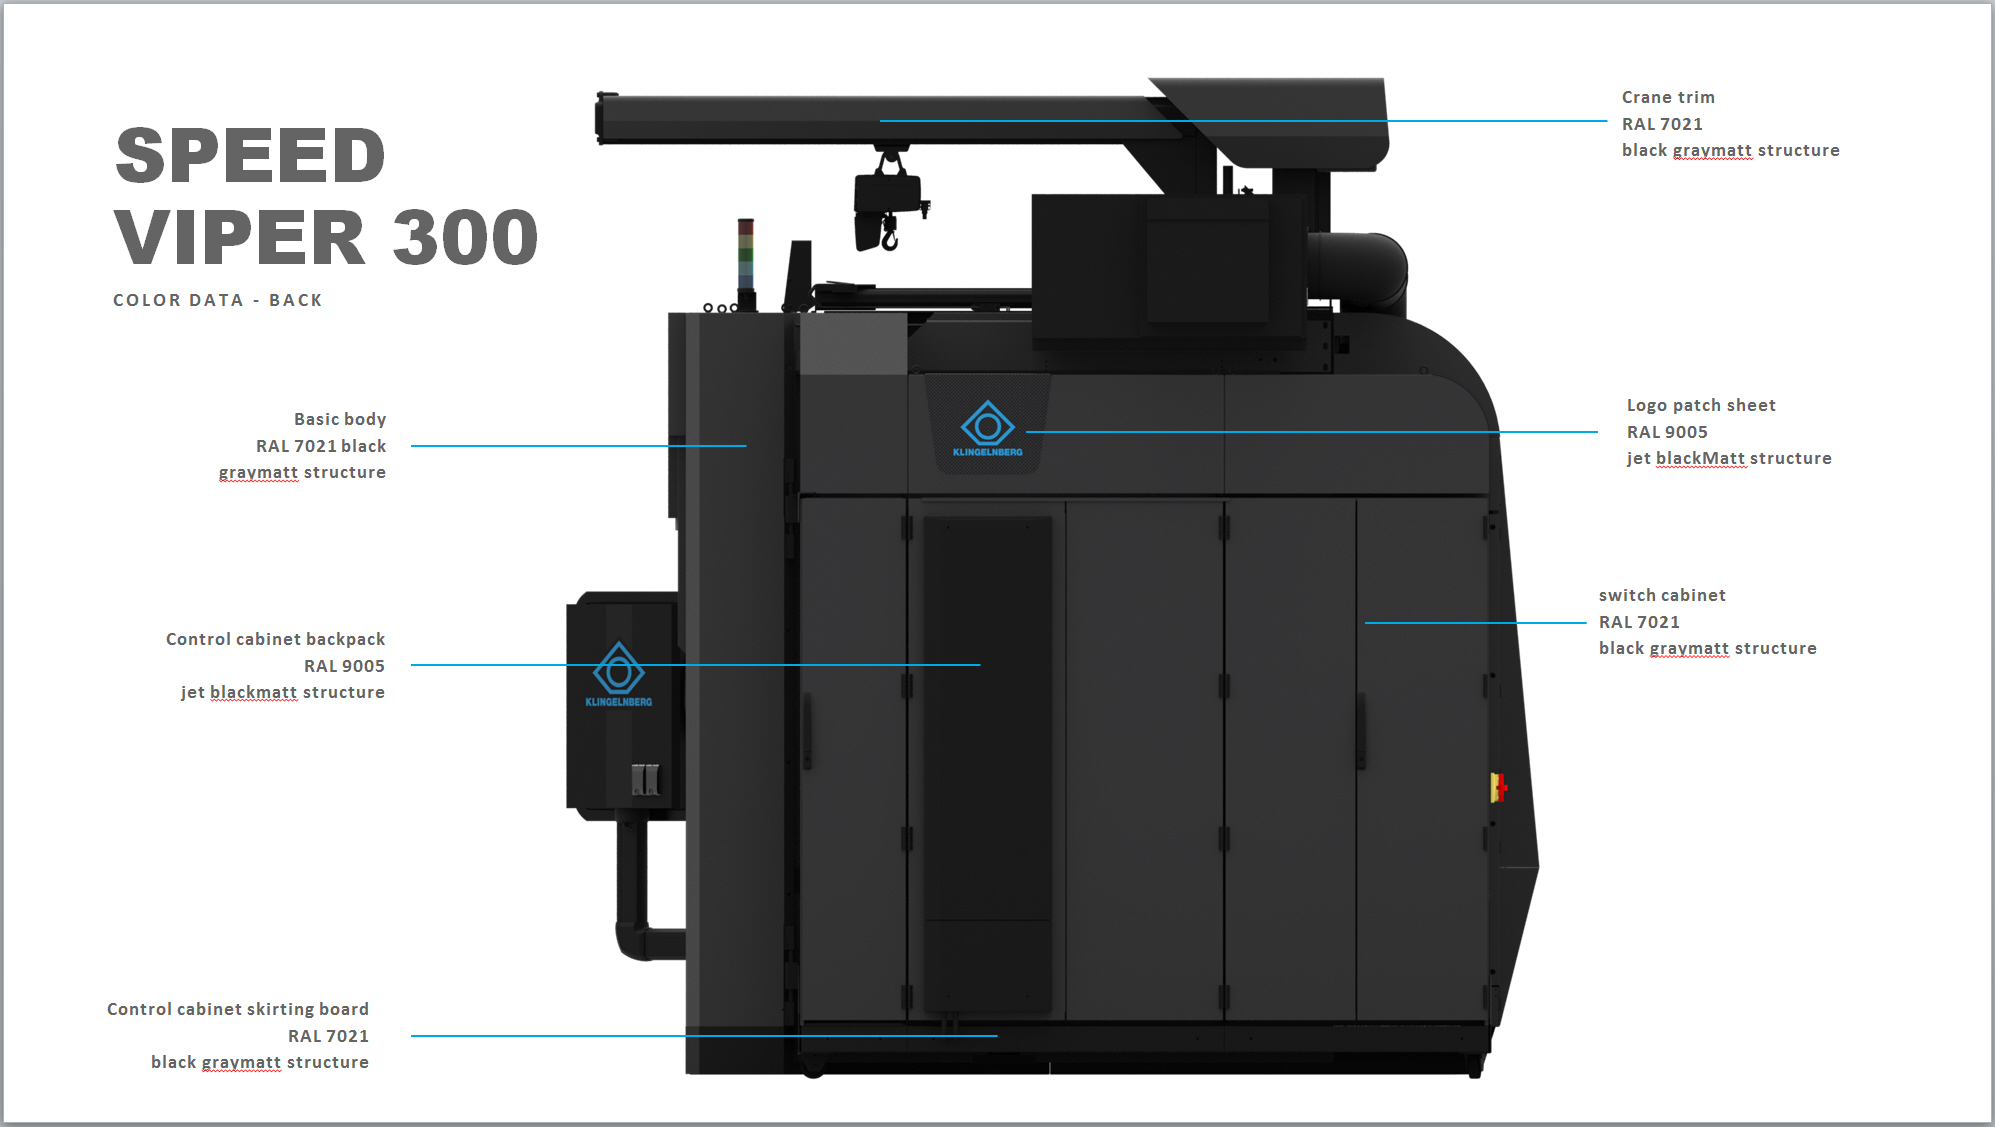 SPEED
VIPER 300
COLOR DATA - BACK
Crane trim
RAL 7021
black graymatt structure
Basic body
RAL 7021 black
graymatt structure
KLINGELNBERG
Logo patch sheet
RAL 9005
jet blackMatt structure
Control cabinet backpack
RAL 9005
jet blackmatt structure
KLINGELNBERG
switch cabinet
RAL 7021
black graymatt structure
Control cabinet skirting board
RAL 7021
black graymatt structure